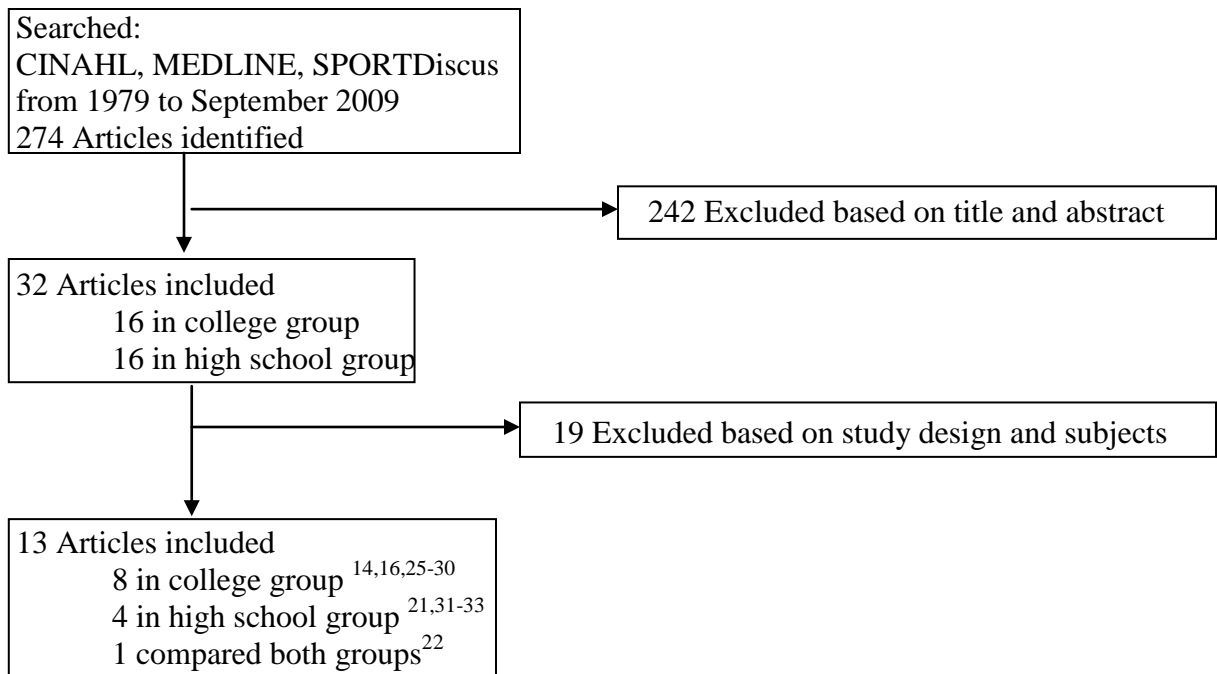 Searched:
CINAHL, MEDLINE, SPORTDiscus
from 1979 to September 2009
274 Articles identified
242 Excluded based on title and abstract
32 Articles included
16 in college group
16 in high school group
19 Excluded based on study design and subjects
13 Articles included
8 in college group 14,16,25-30
4 in high school group 21,31-33
1 compared both groups22